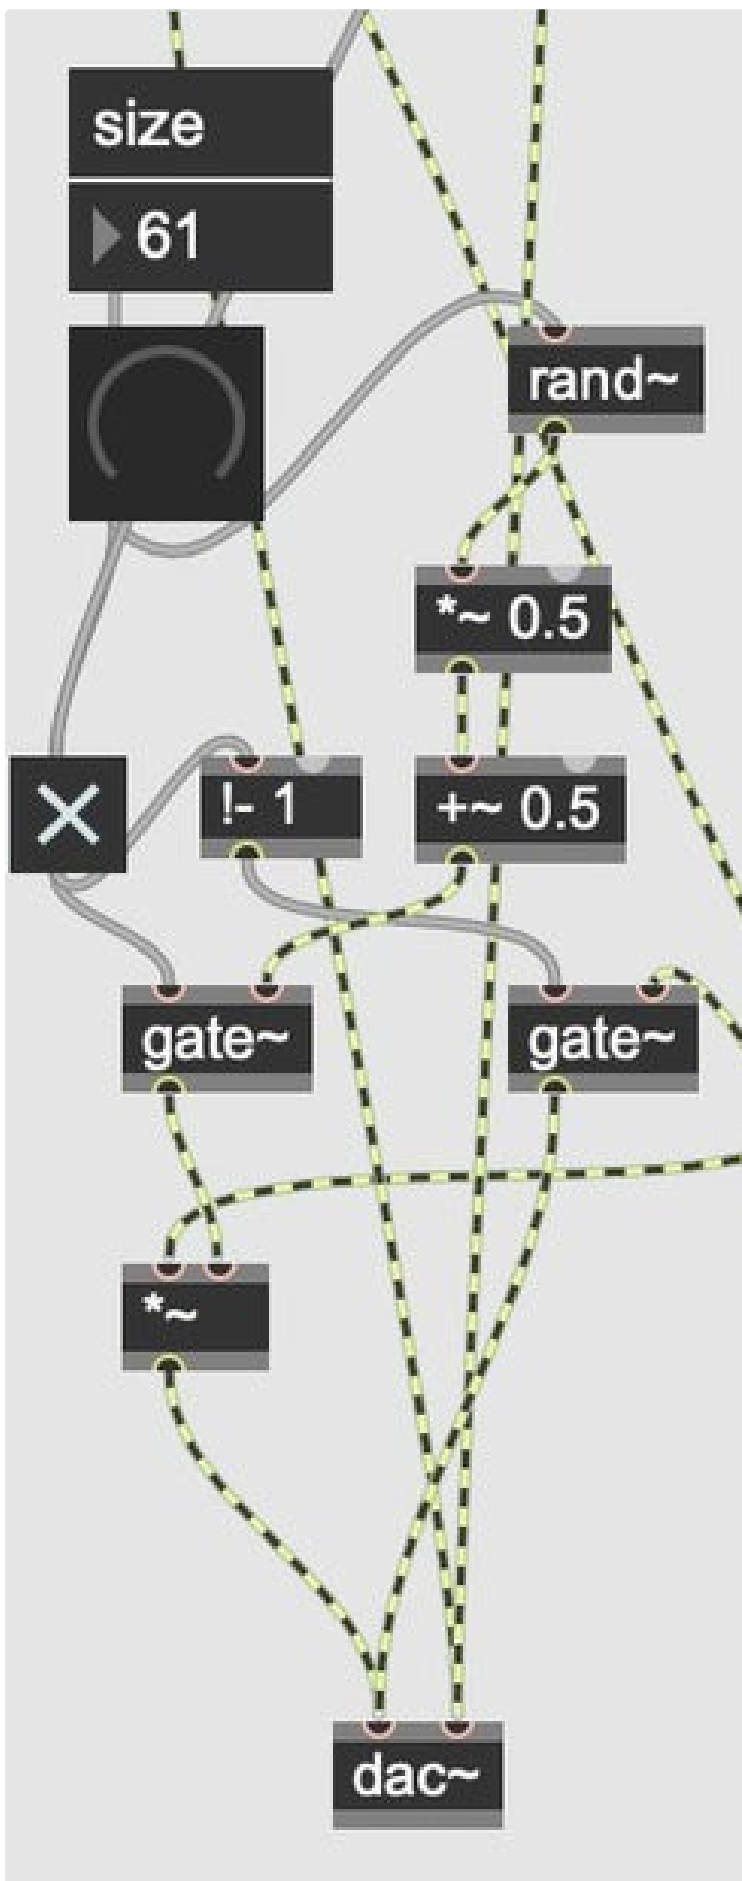 size
61
rand~
*~ 0.5
!- 1
+~ 0.5
gate~
gate~
*~
dac~